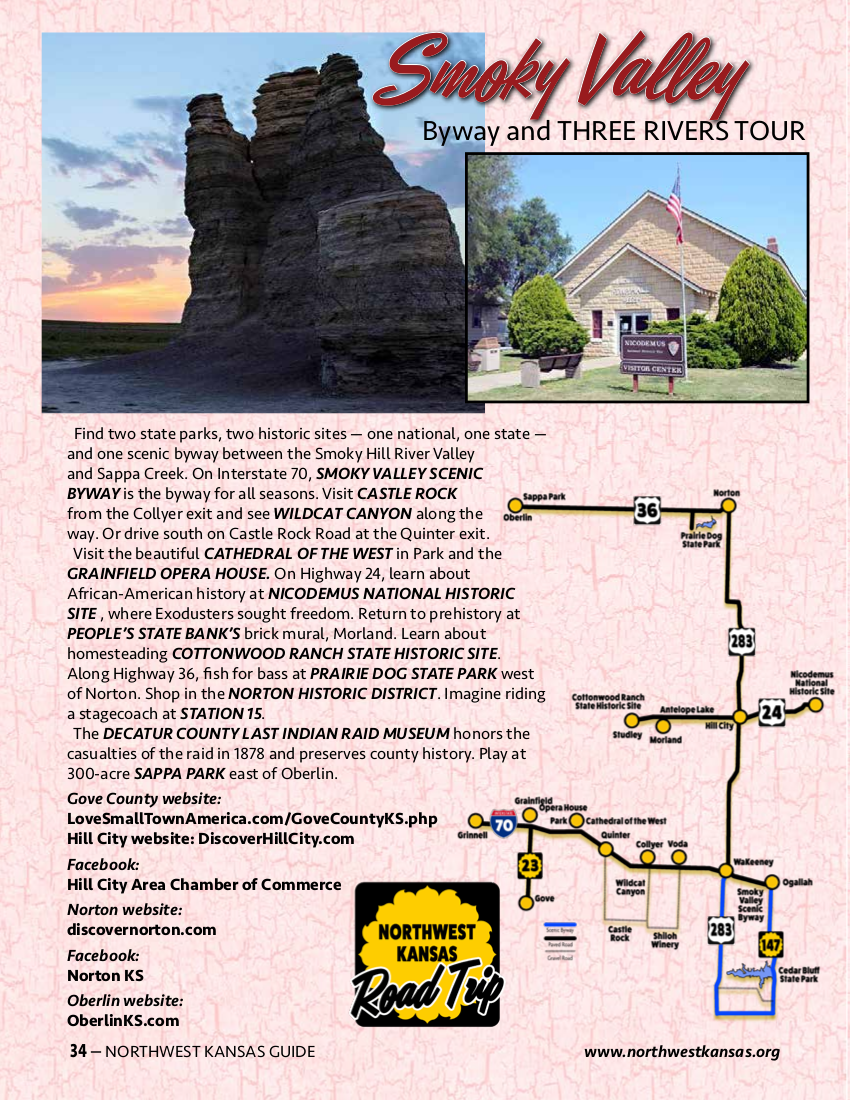 Smoky Valley
Byway and THREE RIVERS TOUR
NICODEMUS
VISITOR CENTER
Find two state parks, two historic sites — one national, one state —
and one scenic byway between the Smoky Hill River Valley
and Sappa Creek. On Interstate 70, SMOKY VALLEY SCENIC
BYWAY is the byway for all seasons. Visit CASTLE ROCK
from the Collyer exit and see WILDCAT CANYON along the
way. Or drive south on Castle Rock Road at the Quinter exit.
Visit the beautiful CATHEDRAL OF THE WEST in Park and the
GRAINFIELD OPERA HOUSE. On Highway 24, learn about
African-American history at NICODEMUS NATIONAL HISTORIC
SITE , where Exodusters sought freedom. Return to prehistory at
PEOPLE'S STATE BANK'S brick mural, Morland. Learn about
homesteading COTTONWOOD RANCH STATE HISTORIC SITE.
Along Highway 36, fish for bass at PRAIRIE DOG STATE PARK west
of Norton. Shop in the NORTON HISTORIC DISTRICT. Imagine riding
a stagecoach at STATION 15.
The DECATUR COUNTY LAST INDIAN RAID MUSEUM honors the
casualties of the raid in 1878 and preserves county history. Play at
300-acre SAPPA PARK east of Oberlin.
Gove County website:
LoveSmallTownAmerica.com/GoveCountyKS.php
Hill City website: DiscoverHillCity.com
Facebook:
Hill City Area Chamber of Commerce
Norton website:
discovernorton.com
Facebook:
Norton KS
Oberlin website:
OberlinKS.com
NORTHWEST
KANSAS
Road Trip
Sappa Park
Oberlin
36
Norton
Prairie Dog
State Park
283
Nicodemus
National
Historic Site
Cottonwood Ranch
State Historic Site
Antelope Lake
24
Hill City
Studley
Morland
Grainfield
Opera House
Park
Cathedral of the West
Grinnell
70
Quinter
Collyer
Voda
23
WaKeeney
Ogallah
Gove
Wildcat
Canyon
Smoky
Valley
Scenic
Byway
Castle
Rock
Shiloh
Winery
283
147
Scenic Byway
Paved Road
Gravel Road
Cedar Bluff
State Park
34 — NORTHWEST KANSAS GUIDE
www.northwestkansas.org